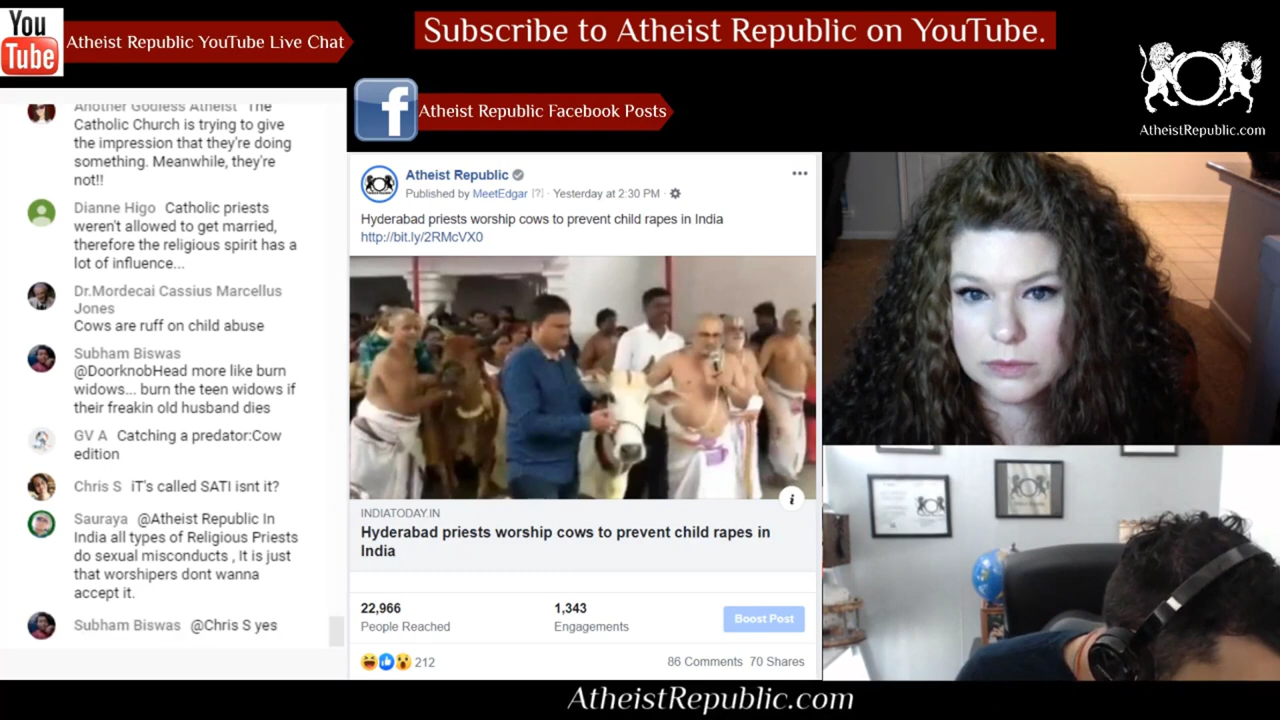 You
Tube
Atheist Republic YouTube Live Chat
Subscribe to Atheist Republic on YouTube.
AtheistRepublic.com
f
Atheist Republic Facebook Posts
Another Godless Atheist The
Catholic Church is trying to give
the impression that they're doing
something. Meanwhile, they're
not!!
Dianne Higo Catholic priests
weren't allowed to get married,
therefore the religious spirit has a
lot of influence...
Dr.Mordecai Cassius Marcellus
Jones
Cows are ruff on child abuse
Subham Biswas
@DoorknobHead more like burn
widows... burn the teen widows if
their freakin old husband dies
GV A Catching a predator:Cow
edition
Chris S iT's called SATI isnt it?
Sauraya @Atheist Republic In
India all types of Religious Priests
do sexual misconducts , It is just
that worshipers dont wanna
accept it.
Subham Biswas @Chris S yes
Atheist Republic
Published by MeetEdgar [?] · Yesterday at 2:30 PM ·
Hyderabad priests worship cows to prevent child rapes in India
http://bit.ly/2RMcVX0
i
INDIATODAY.IN
Hyderabad priests worship cows to prevent child rapes in
India
22,966
People Reached
1,343
Engagements
Boost Post
212
86 Comments 70 Shares
AtheistRepublic.com